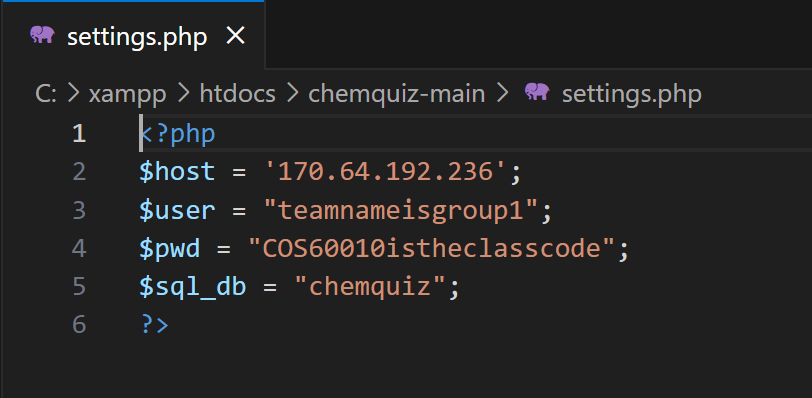 settings.php ×
C: > xampp > htdocs > chemquiz-main > settings.php
1 <?php
2 $host = '170.64.192.236';
3 $user = "teamnameisgroup1";
4 $pwd = "COS60010istheclasscode";
5 $sql_db = "chemquiz";
6 ?>